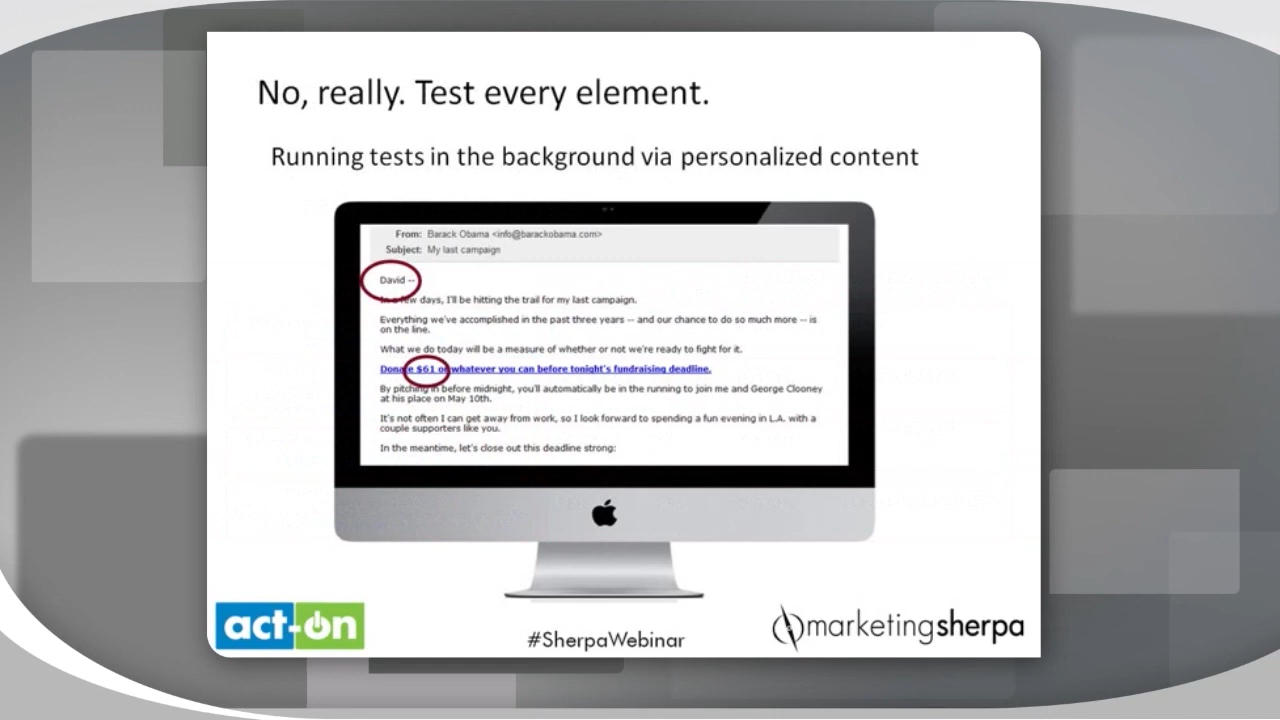 No, really. Test every element.
Running tests in the background via personalized content
From: Barack Obama <info@barackobama.com>
Subject: My last campaign
David --
In a few days, I'll be hitting the trail for my last campaign.
Everything we've accomplished in the past three years -- and our chance to do so much more -- is
on the line.
What we do today will be a measure of whether or not we're ready to fight for it.
Donate $61 or whatever you can before tonight's fundraising deadline.
By pitching in before midnight, you'll automatically be in the running to join me and George Clooney
at his place on May 10th.
It's not often I can get away from work, so I look forward to spending a fun evening in L.A. with a
couple supporters like you.
In the meantime, let's close out this deadline strong:
act-on
#SherpaWebinar
marketingsherpa